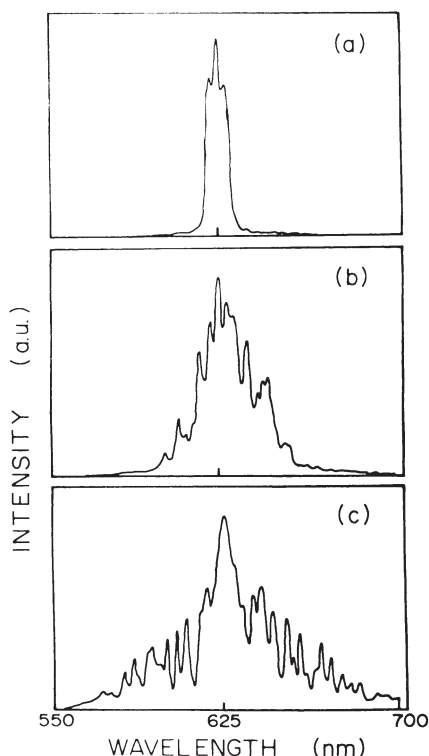 (a)
(b)
(c)
INTENSITY (a.u.)
550 625 700
WAVELENGTH (nm)